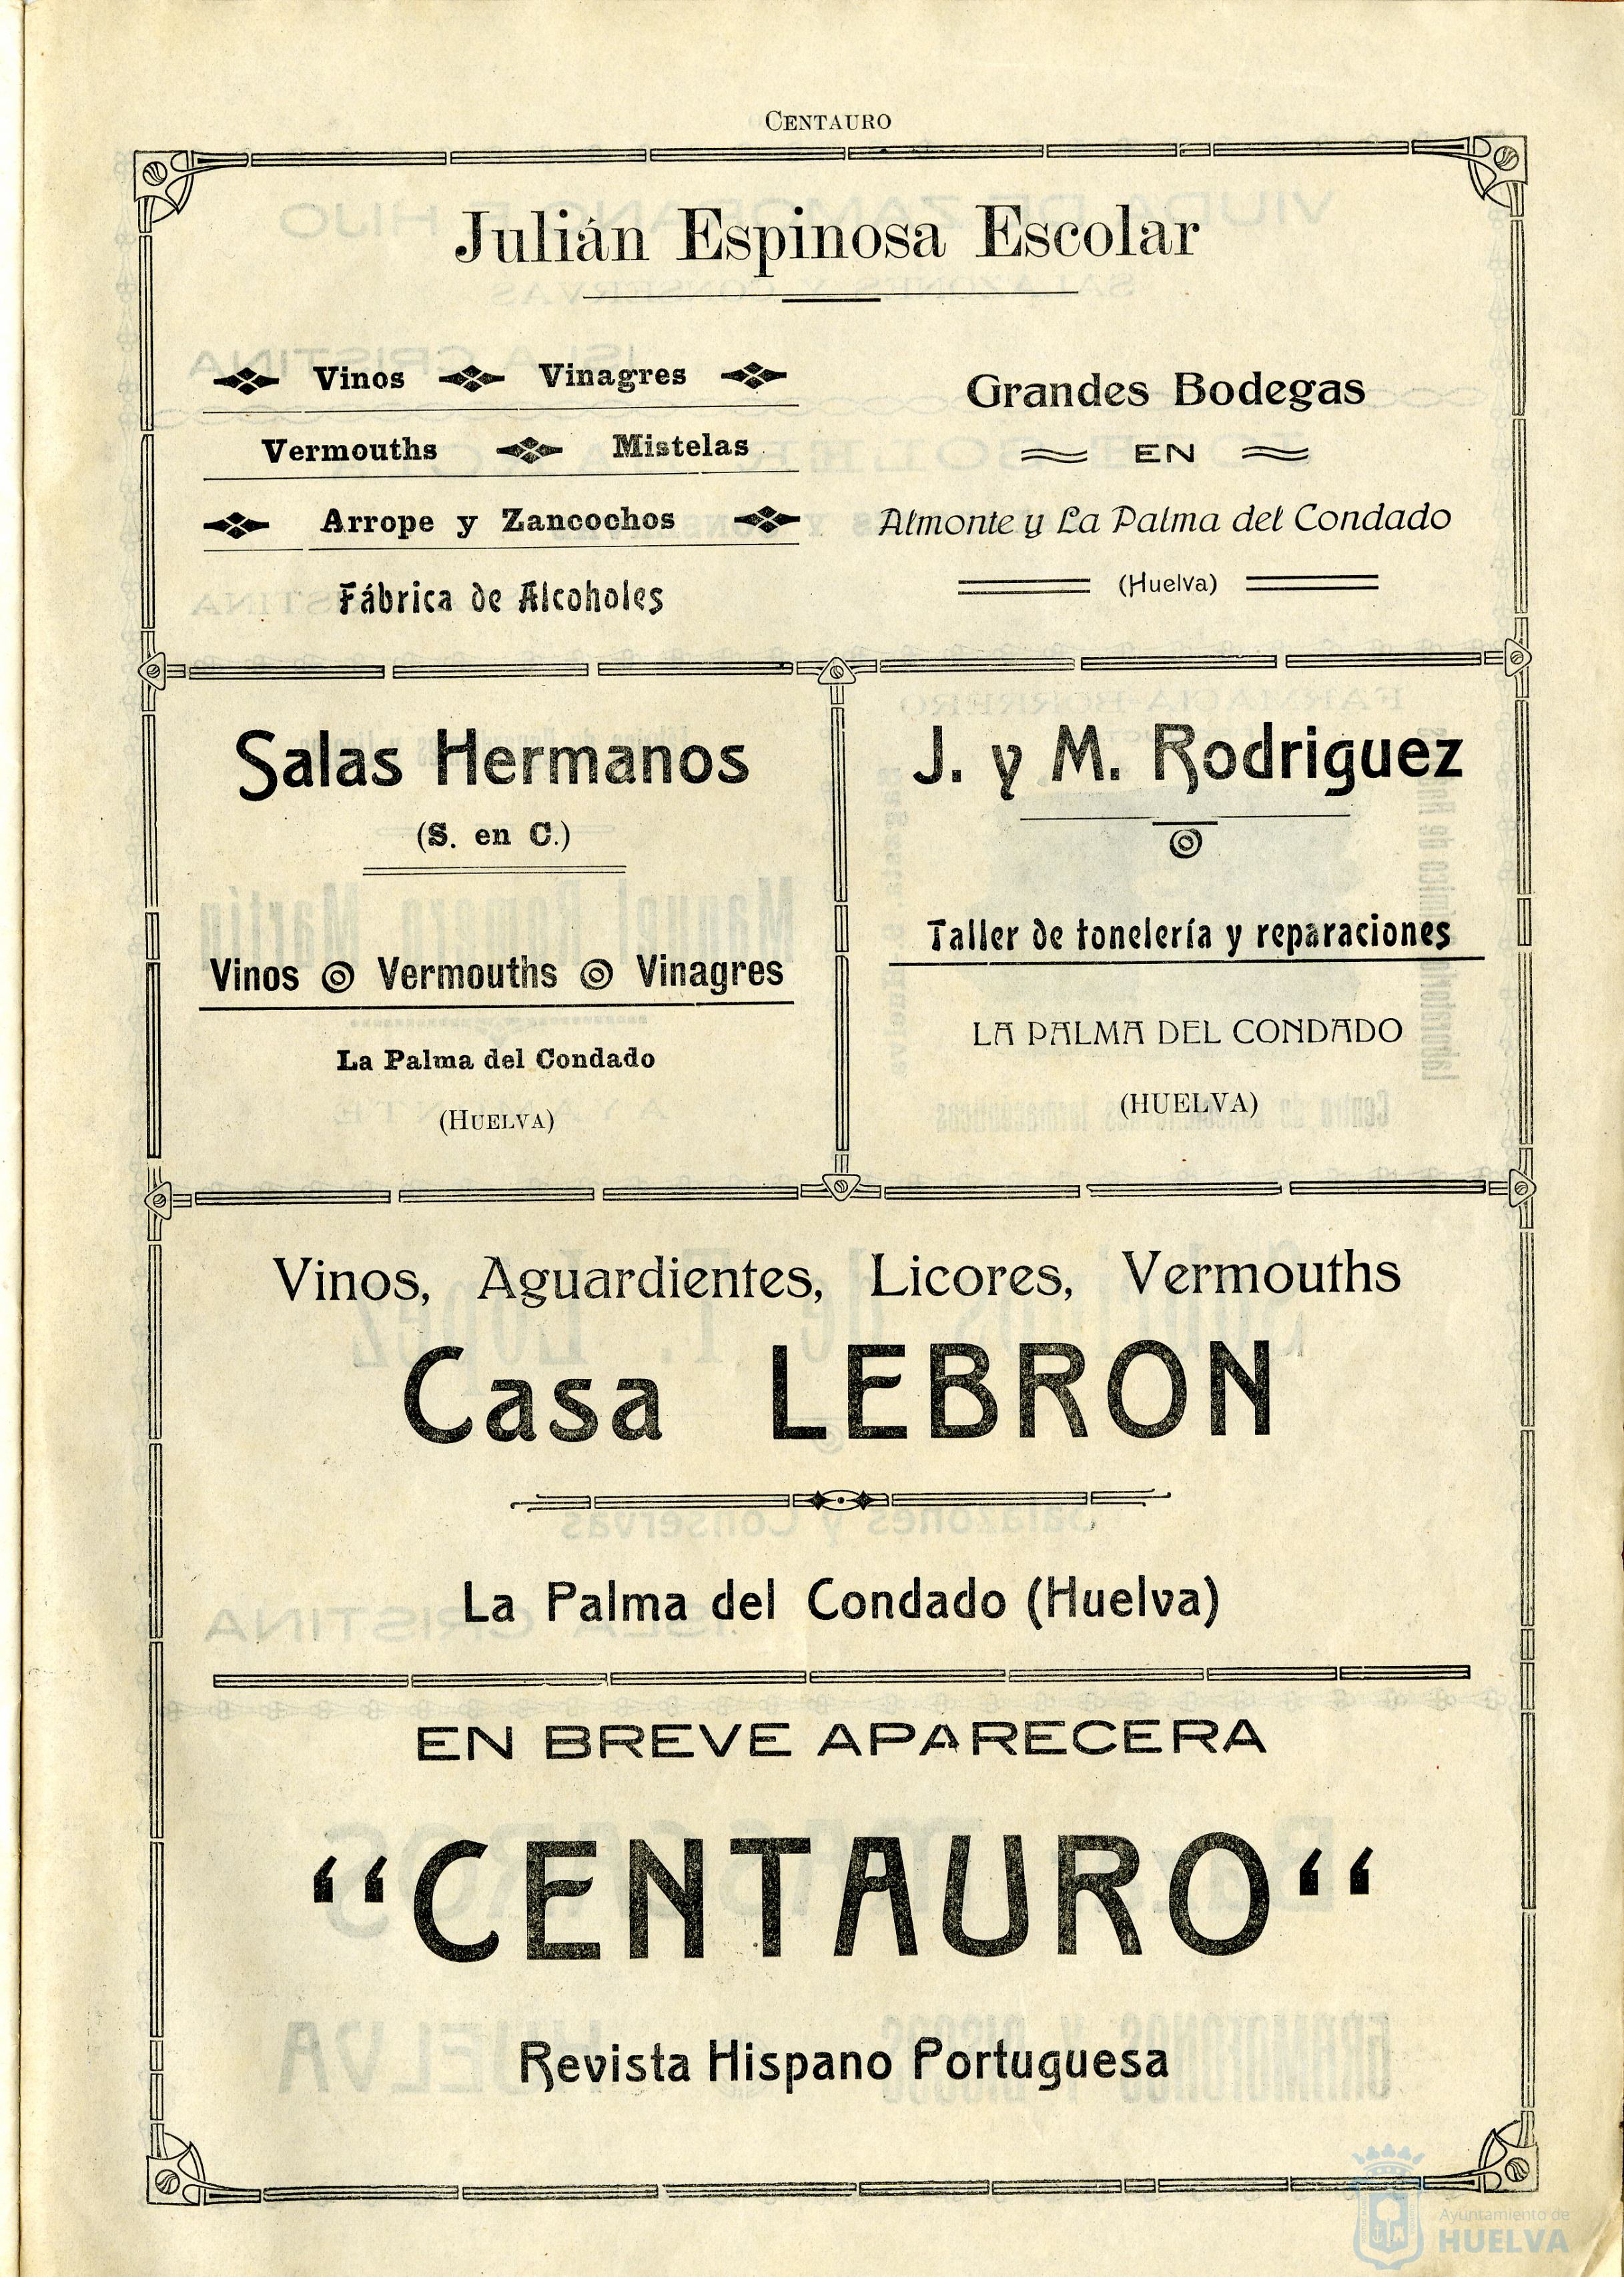 CENTAURO
Julián Espinosa Escolar
Vinos Vinagres
Vermouths Mistelas
Arrope y Zancochos
Fábrica de Alcoholes
Grandes Bodegas
EN
Almonte y La Palma del Condado
(Huelva)
Salas Hermanos
(S. en C.)
Vinos Vermouths Vinagres
La Palma del Condado
(HUELVA)
J. y M. Rodriguez
Taller de tonelería y reparaciones
LA PALMA DEL CONDADO
(HUELVA)
Vinos, Aguardientes, Licores, Vermouths
Casa LEBRON
La Palma del Condado (Huelva)
EN BREVE APARECERA
“CENTAURO“
Revista Hispano Portuguesa
Ayuntamiento de
HUELVA